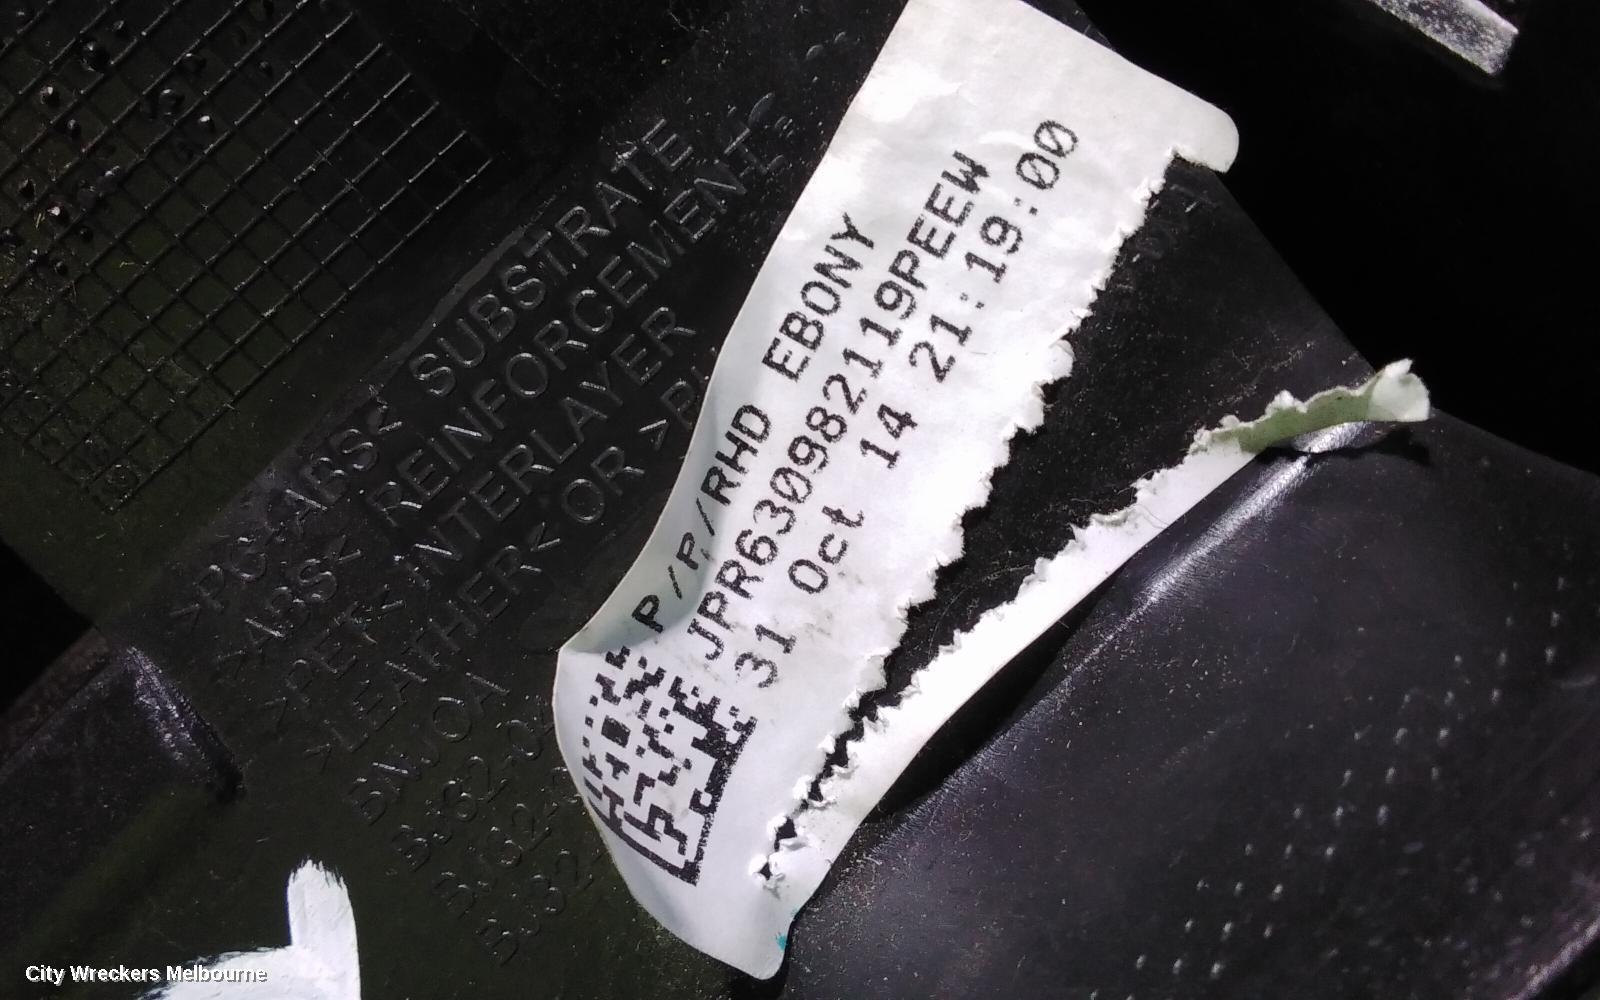 P/P/RHD EBONY
JPR630982119PEEW
31 Oct 14 21:19:00
>PC+ABS< SUBSTRATE
>ABS< REINFORCEMENT
>PET< INTERLAYER
>LEATHER< OR
BJ32
City Wreckers Melbourne